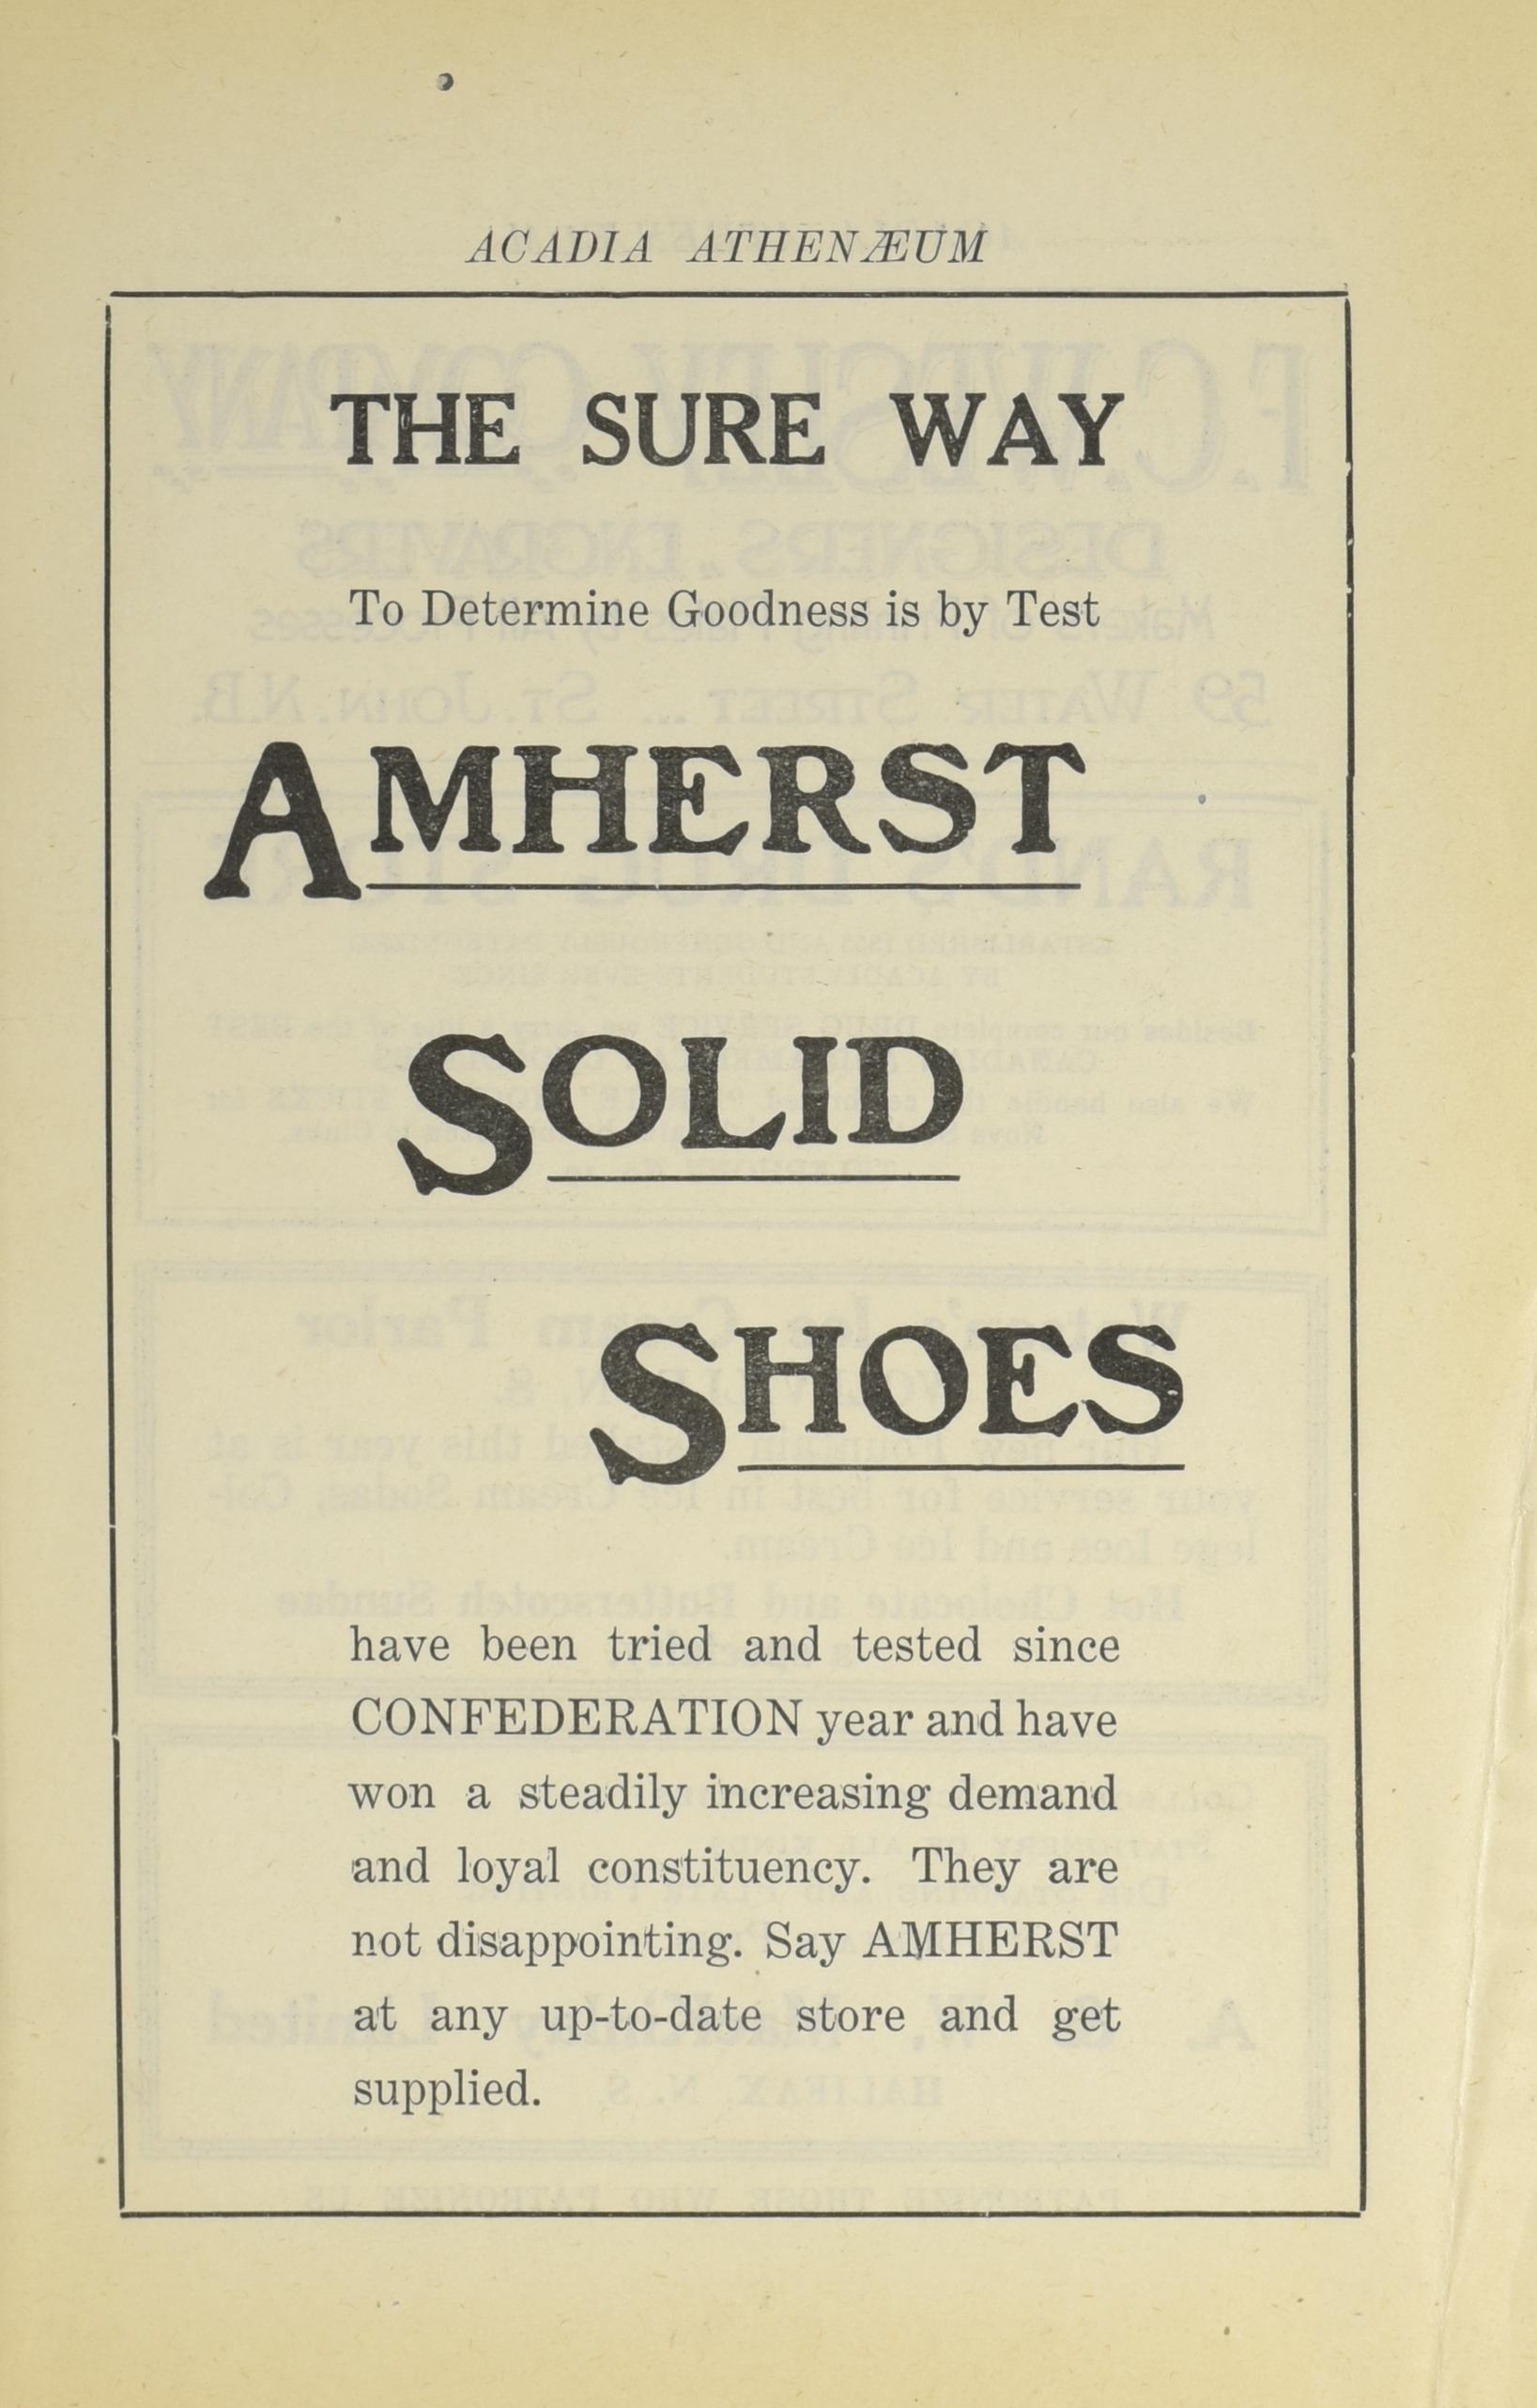 ACADIA ATHENÆUM
THE SURE WAY
To Determine Goodness is by Test
AMHERST
SOLID
SHOES
have been tried and tested since
CONFEDERATION year and have
won a steadily increasing demand
and loyal constituency. They are
not disappointing. Say AMHERST
at any up-to-date store and get
supplied.